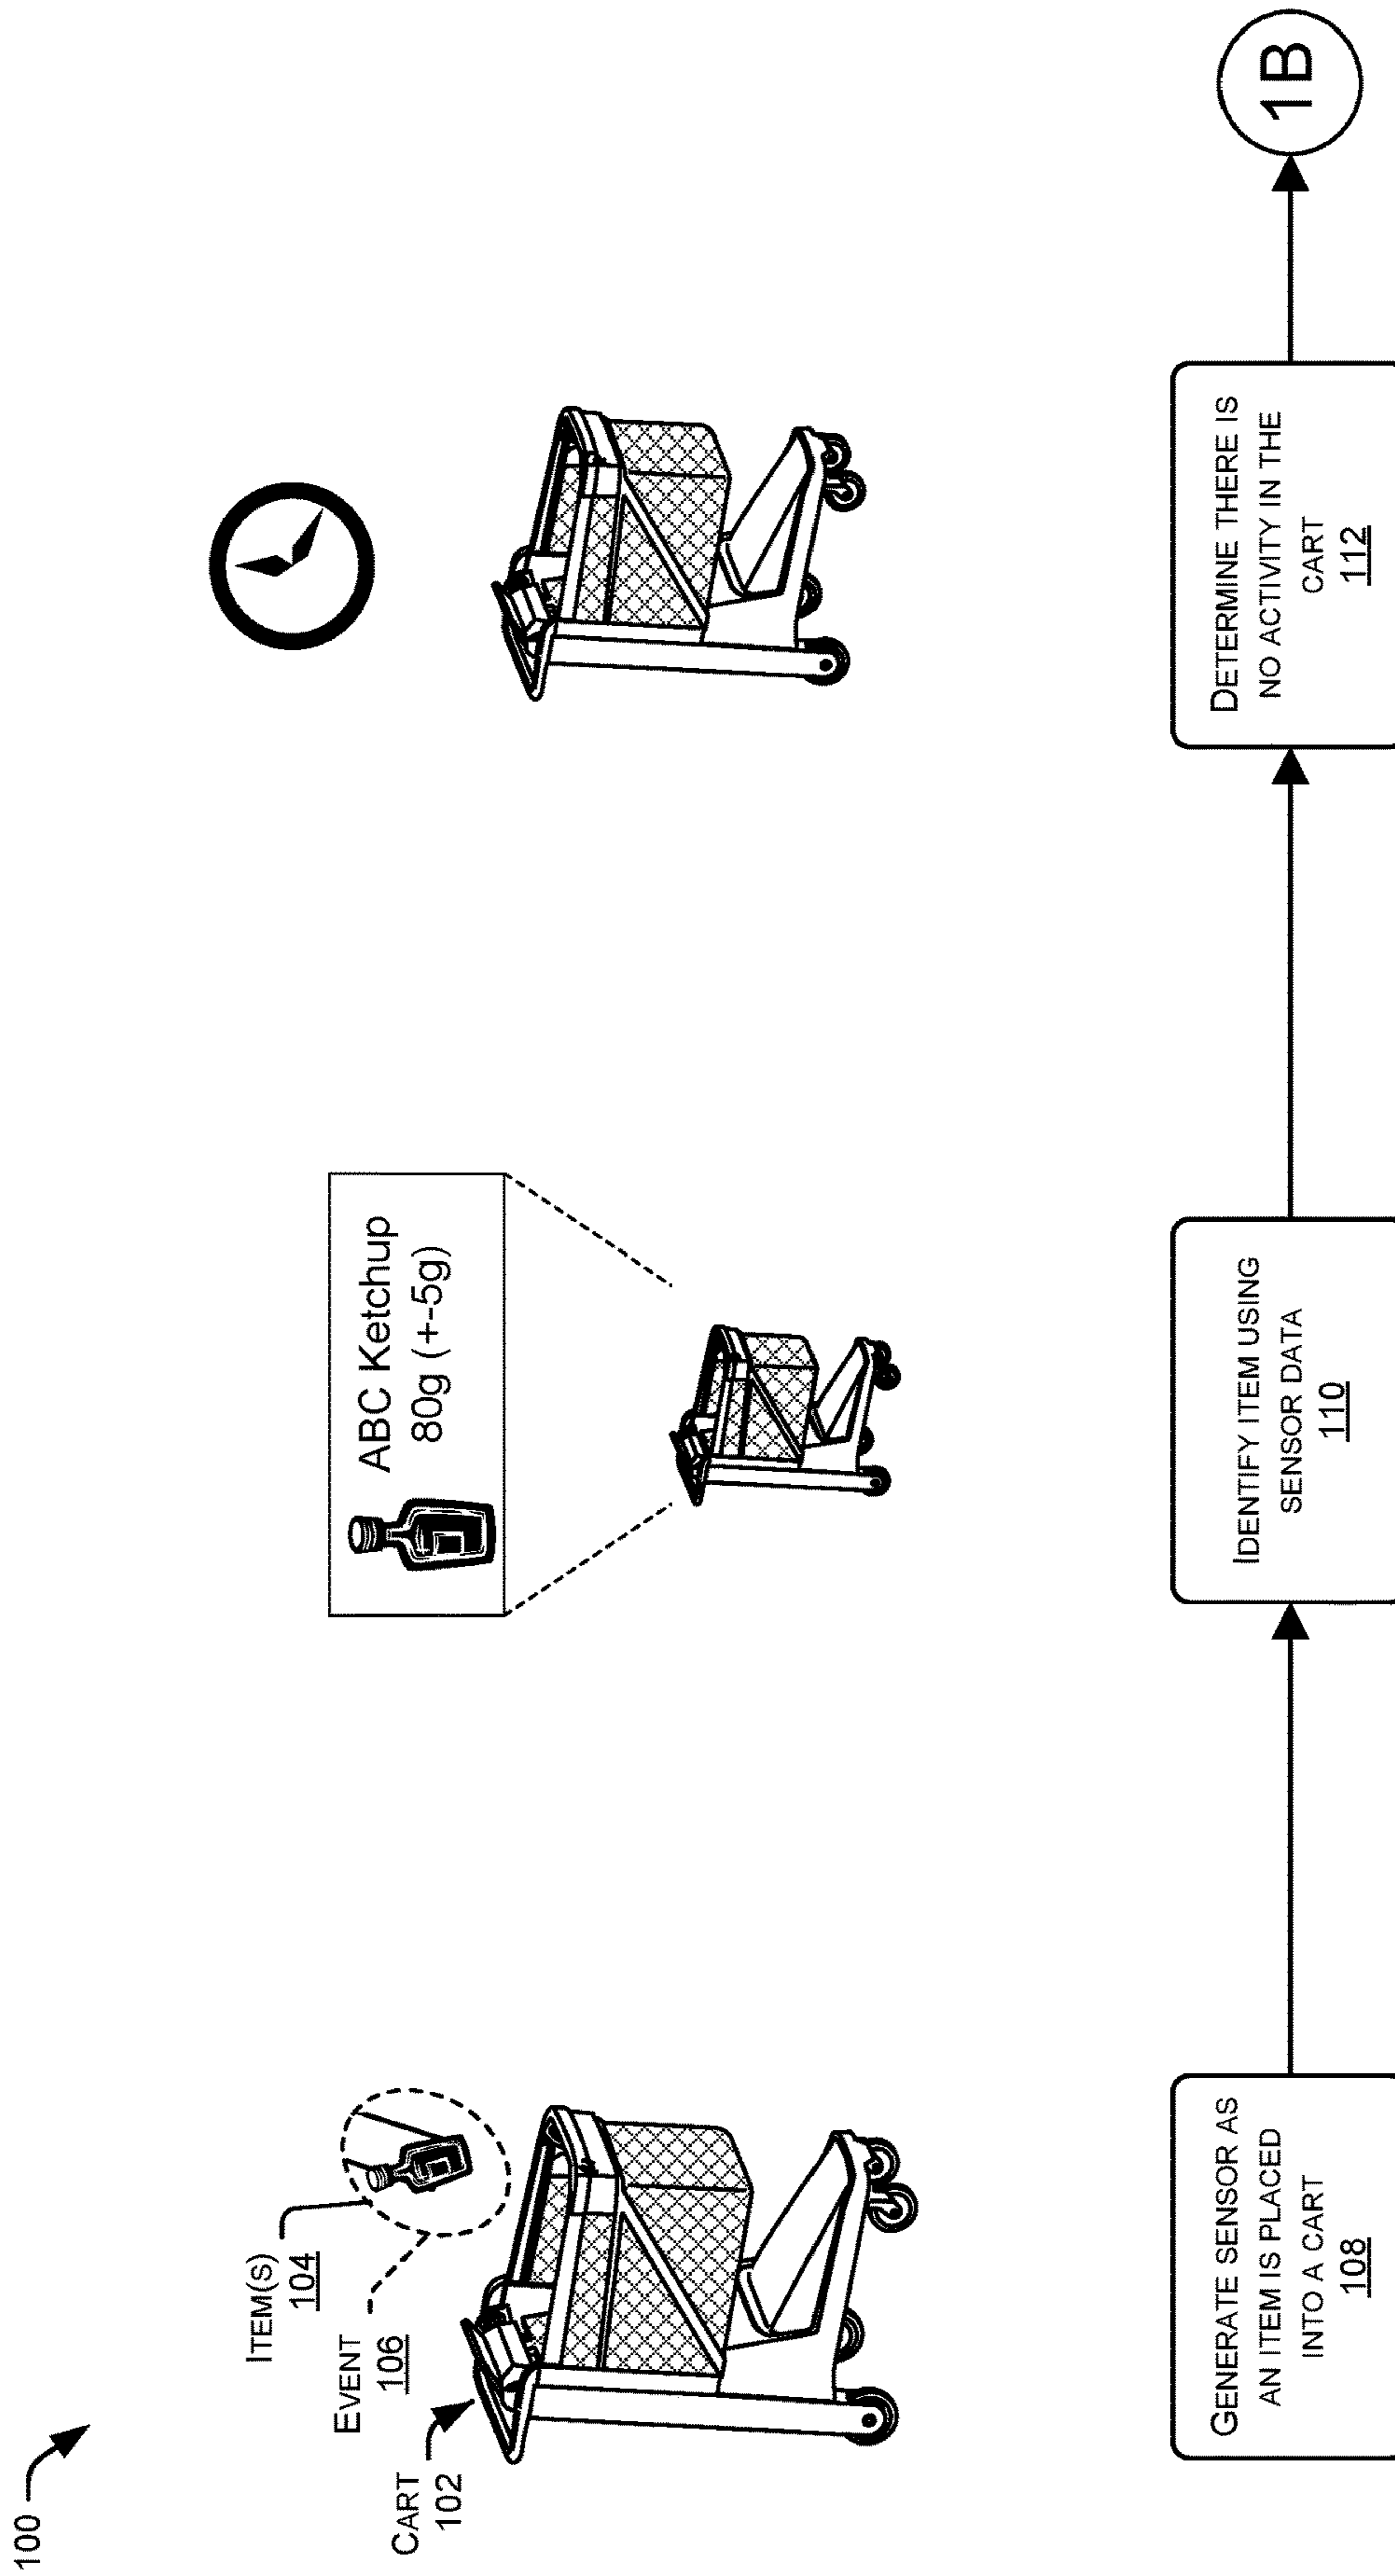 100
ITEM(S)
104
EVENT
106
CART
102
ABC Ketchup
80g (+-5g)
GENERATE SENSOR AS
AN ITEM IS PLACED
INTO A CART
108
IDENTIFY ITEM USING
SENSOR DATA
110
DETERMINE THERE IS
NO ACTIVITY IN THE
CART
112
1B